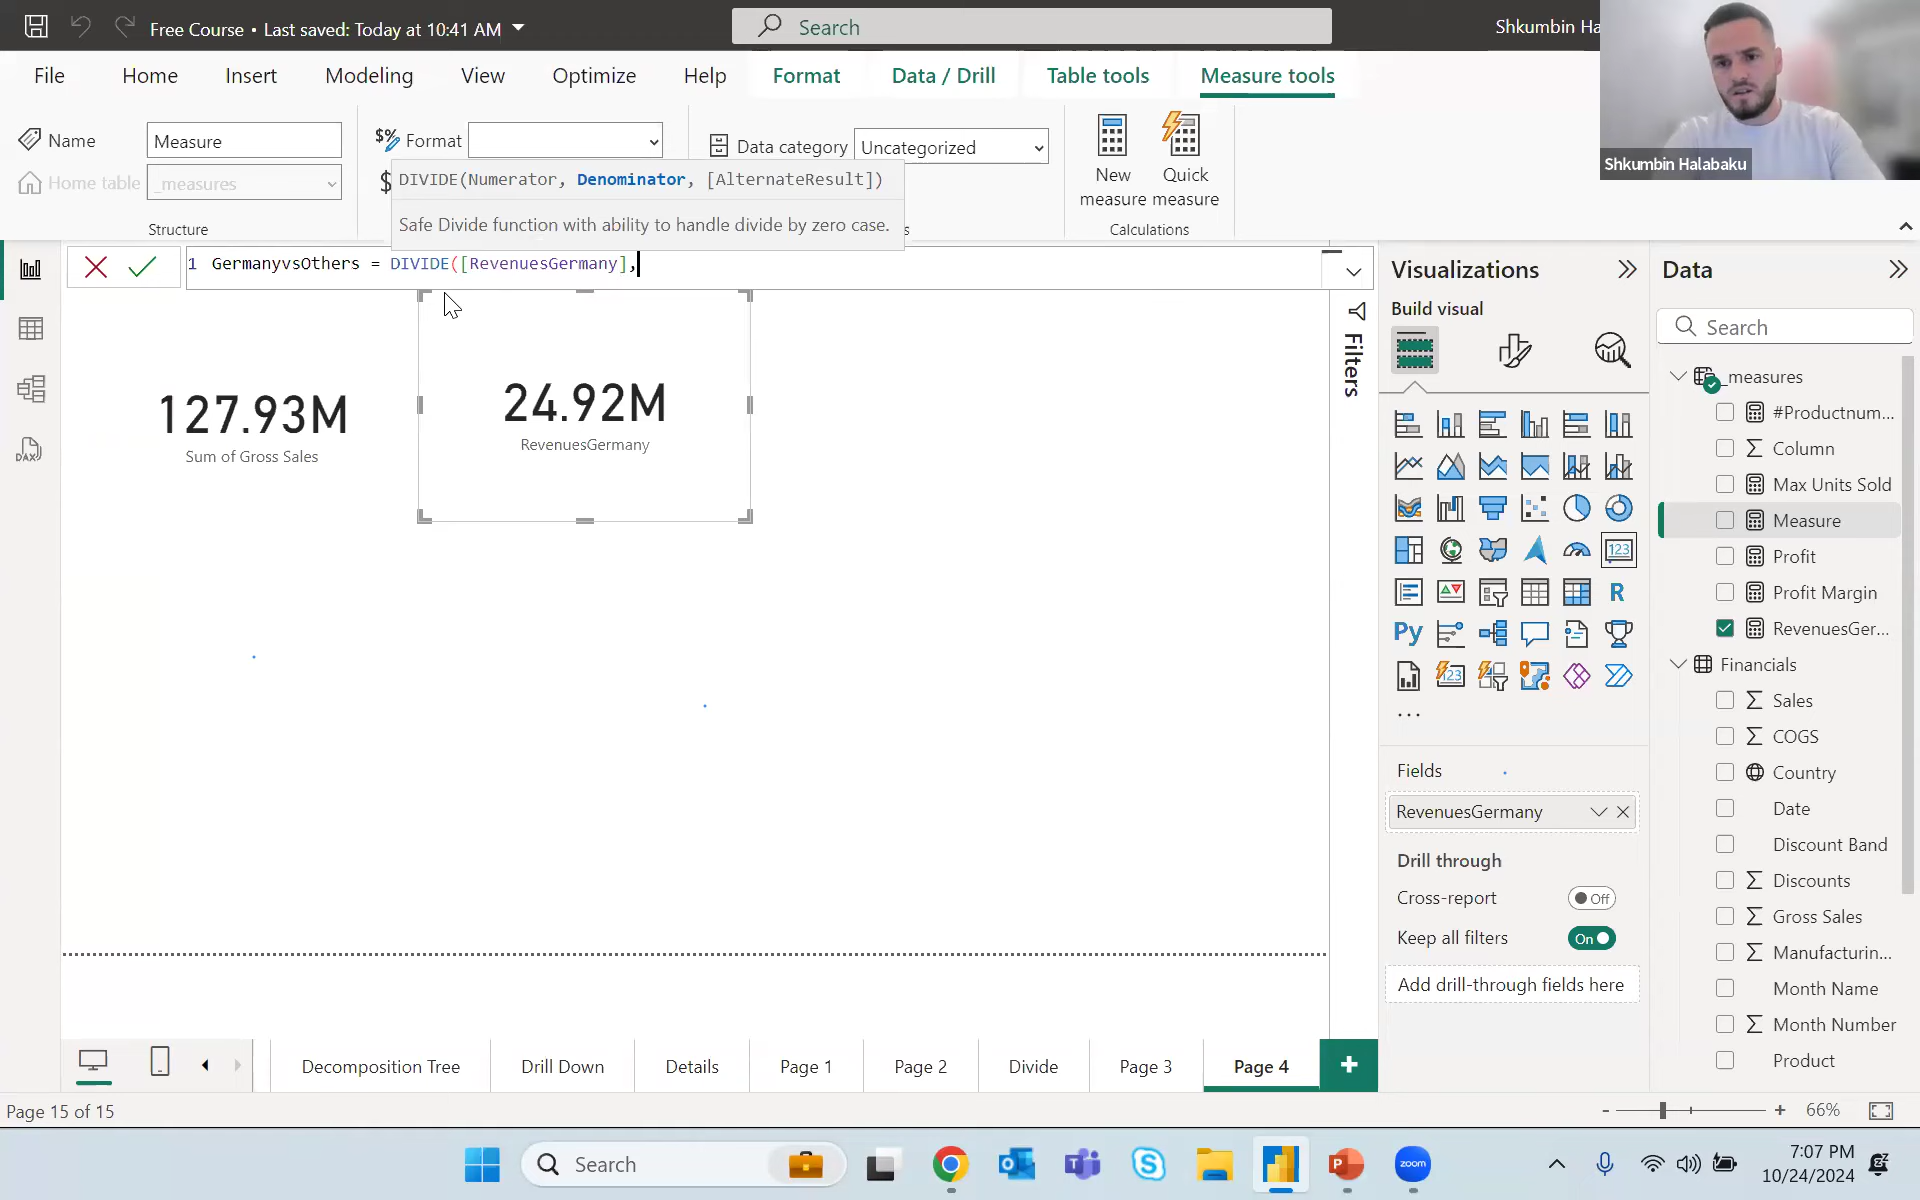 Free Course • Last saved: Today at 10:41 AM
Search
Shkumbin Ha
File
Home
Insert
Modeling
View
Optimize
Help
Format
Data / Drill
Table tools
Measure tools
Name
Measure
Home table
_measures
Structure
$% Format
$
Data category
Uncategorized
New measure
Quick measure
Calculations
DIVIDE(Numerator, Denominator, [AlternateResult])
Safe Divide function with ability to handle divide by zero case.
Shkumbin Halabaku
1 GermanyvsOthers = DIVIDE([RevenuesGermany],
127.93M
Sum of Gross Sales
24.92M
RevenuesGermany
DAX
Filters
Visualizations
Build visual
123
R
Py
123
...
Fields
RevenuesGermany
Drill through
Cross-report
Off
Keep all filters
On
Add drill-through fields here
Data
Search
_measures
#Productnum...
Column
Max Units Sold
Measure
Profit
Profit Margin
RevenuesGer...
Financials
Sales
COGS
Country
Date
Discount Band
Discounts
Gross Sales
Manufacturin...
Month Name
Month Number
Product
Decomposition Tree
Drill Down
Details
Page 1
Page 2
Divide
Page 3
Page 4
Page 15 of 15
66%
Search
zoom
7:07 PM
10/24/2024